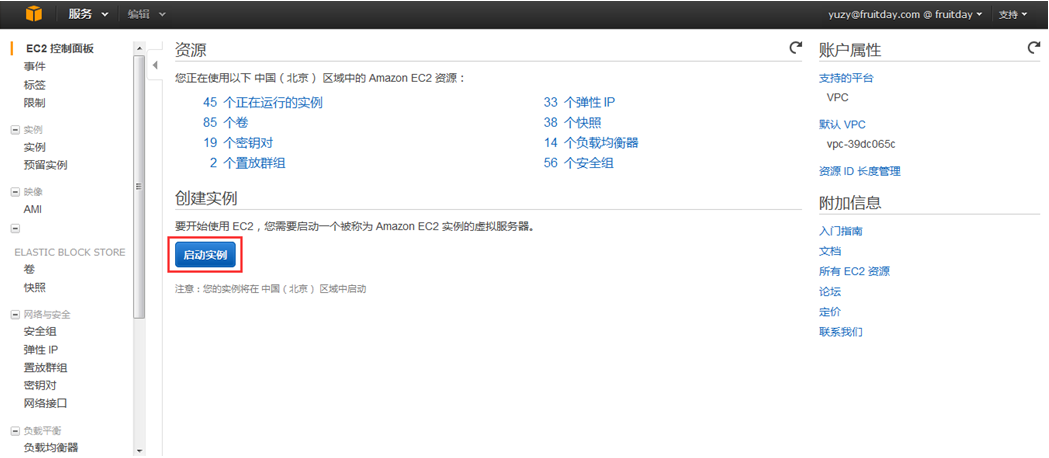 服务 编辑 yuzy@fruitday.com @ fruitday 支持
EC2 控制面板
事件
标签
限制
实例
实例
预留实例
映像
AMI
ELASTIC BLOCK STORE
卷
快照
网络与安全
安全组
弹性 IP
置放群组
密钥对
网络接口
负载平衡
负载均衡器
资源
您正在使用以下 中国（北京） 区域中的 Amazon EC2 资源：
45 个正在运行的实例 33 个弹性 IP
85 个卷 38 个快照
19 个密钥对 14 个负载均衡器
2 个置放群组 56 个安全组
创建实例
要开始使用 EC2，您需要启动一个被称为 Amazon EC2 实例的虚拟服务器。
启动实例
注意：您的实例将在 中国（北京） 区域中启动
账户属性
支持的平台
VPC
默认 VPC
vpc-39dc065c
资源 ID 长度管理
附加信息
入门指南
文档
所有 EC2 资源
论坛
定价
联系我们